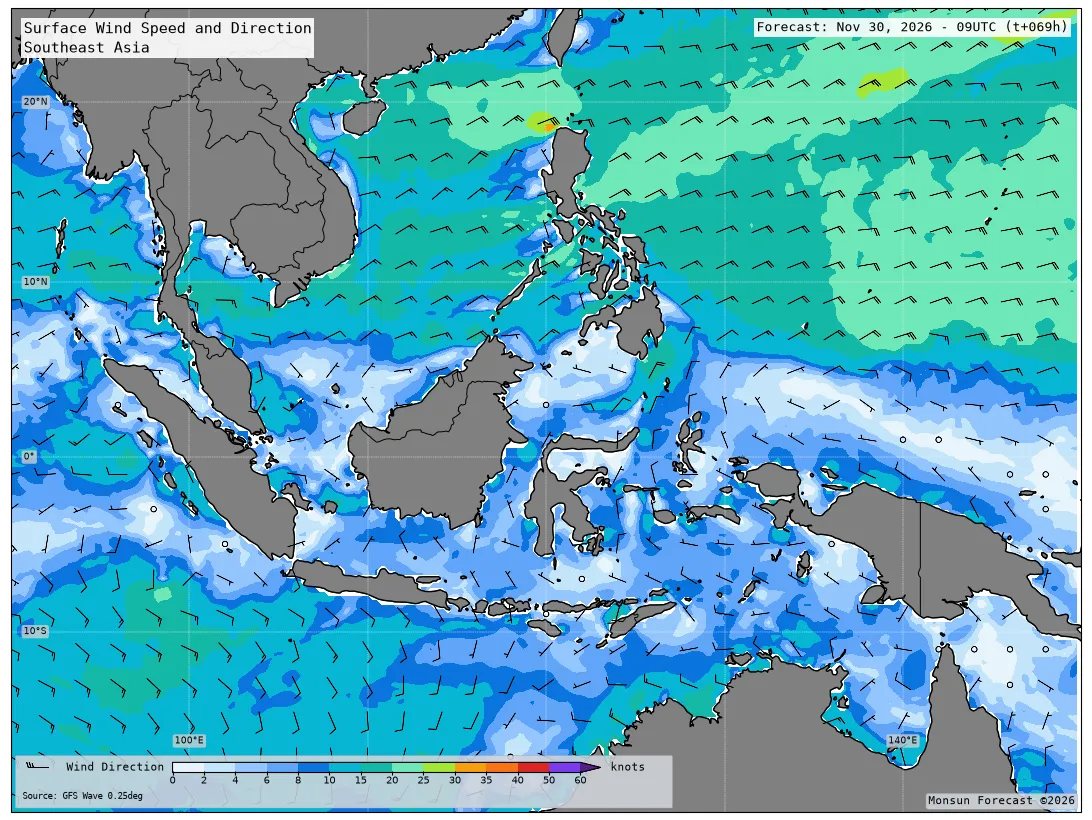 Surface Wind Speed and Direction
Southeast Asia
Forecast: Nov 30, 2026 - 09UTC (t+069h)
20°N
10°N
0°
10°S
100°E
140°E
Wind Direction
0 2 4 6 8 10 15 20 25 30 35 40 50 60
knots
Source: GFS Wave 0.25deg
Monsun Forecast ©2026